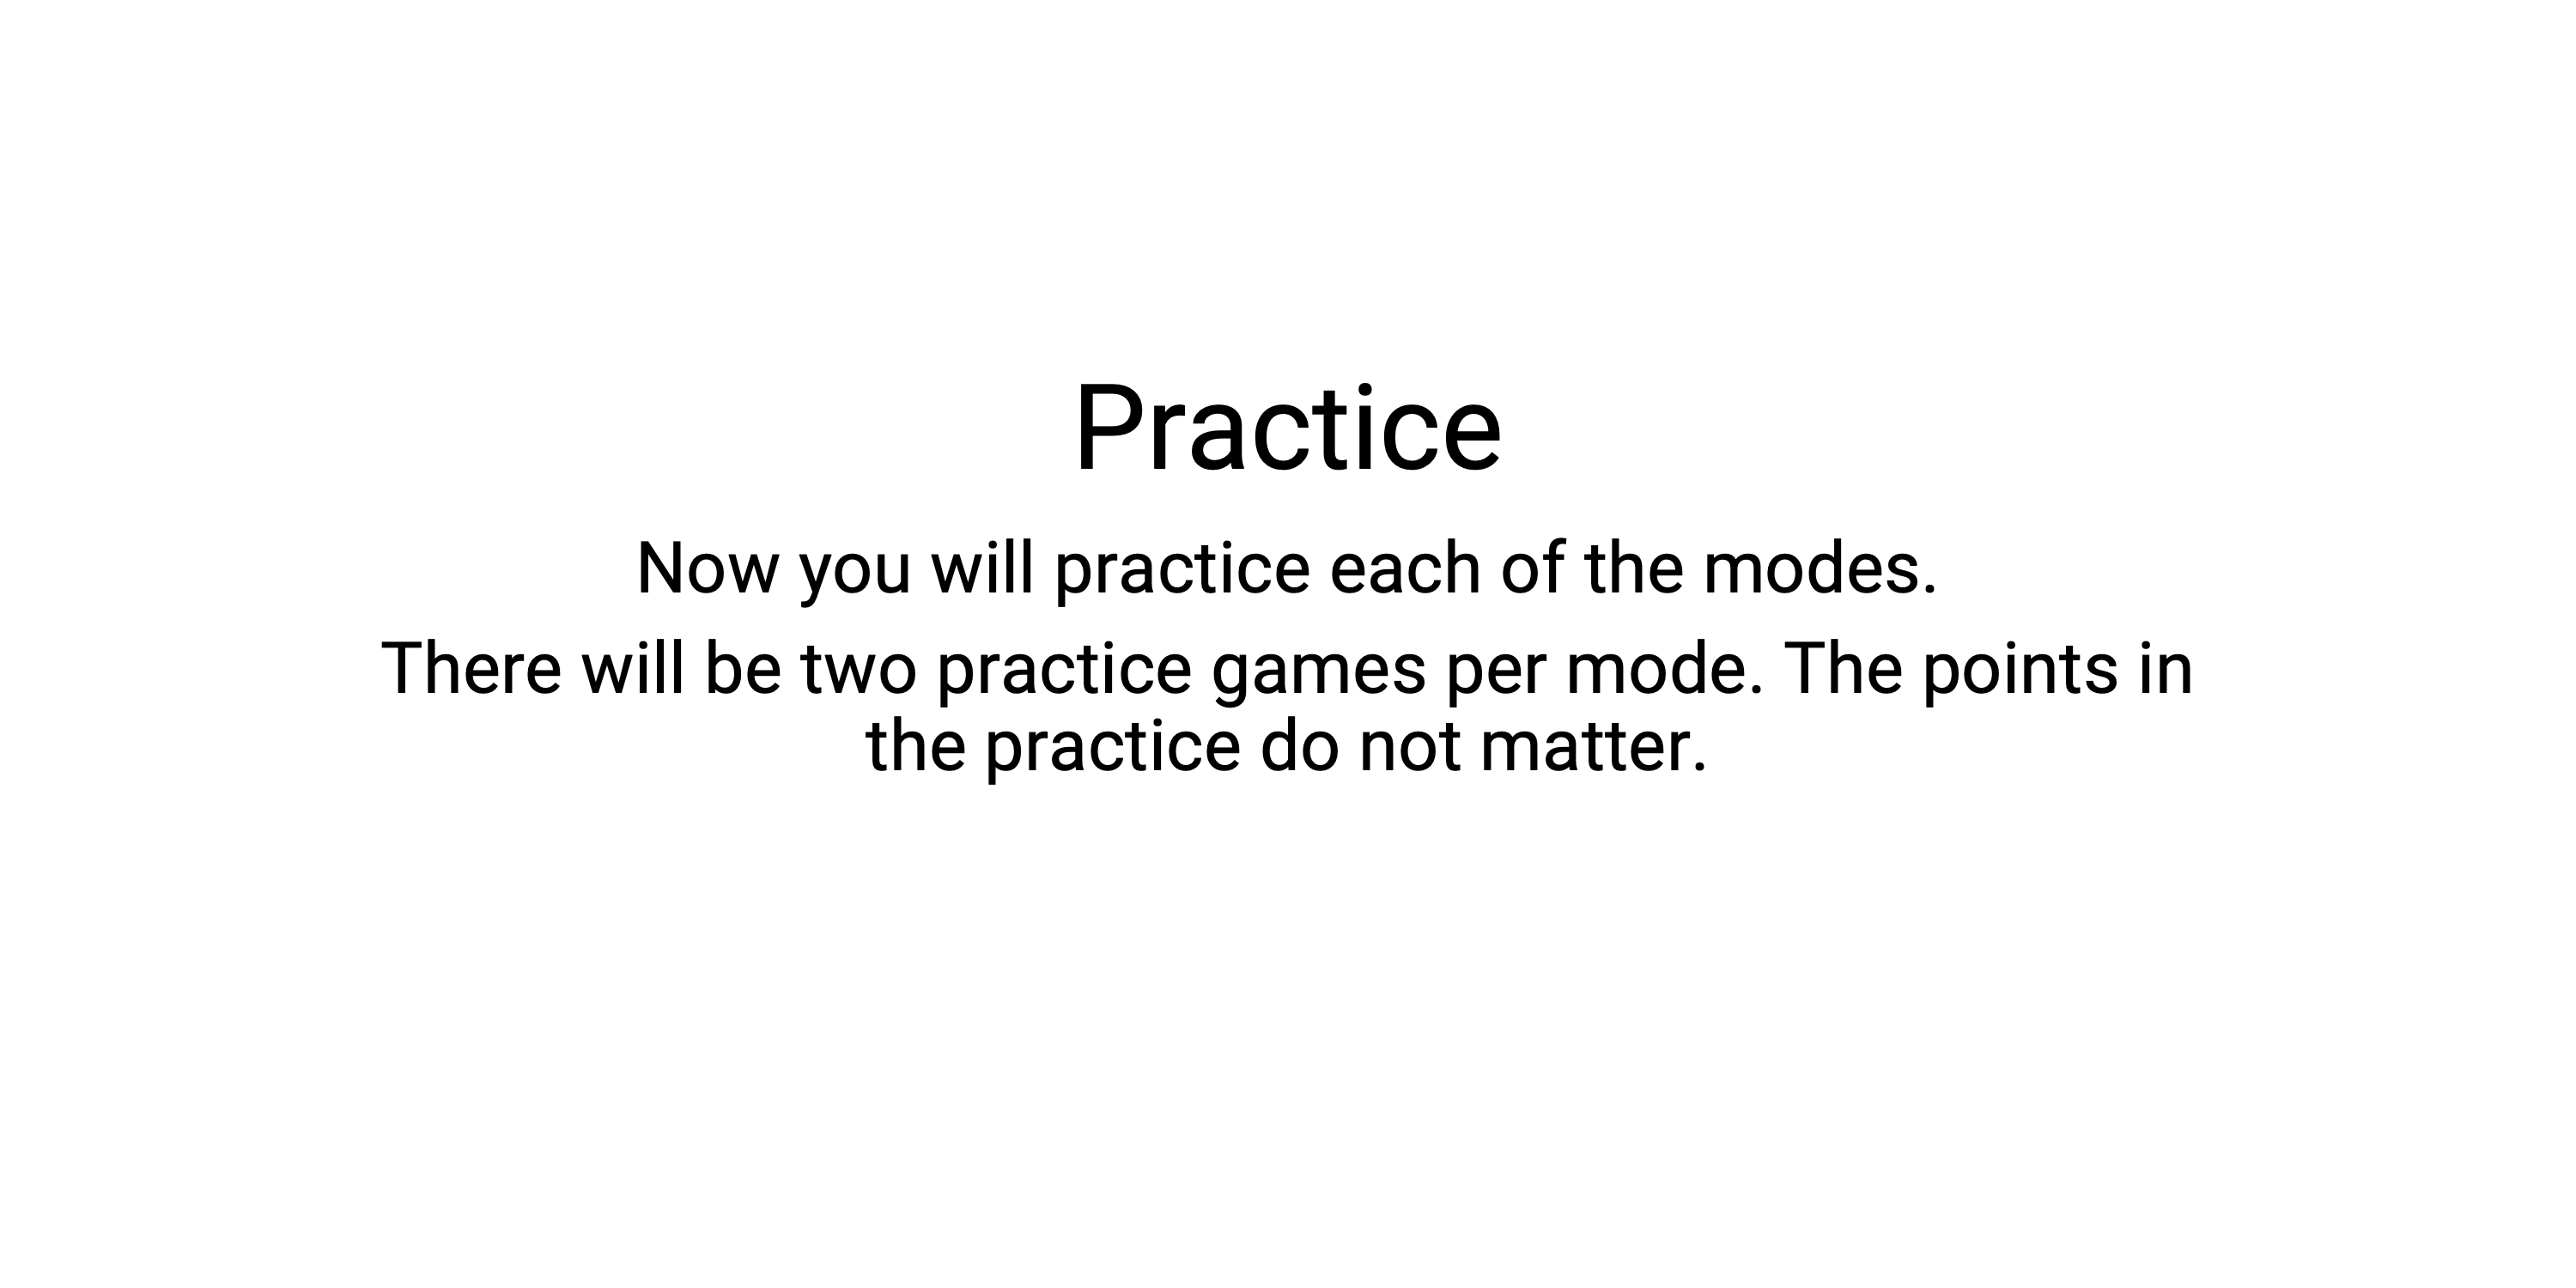 Practice
Now you will practice each of the modes.
There will be two practice games per mode. The points in
the practice do not matter.